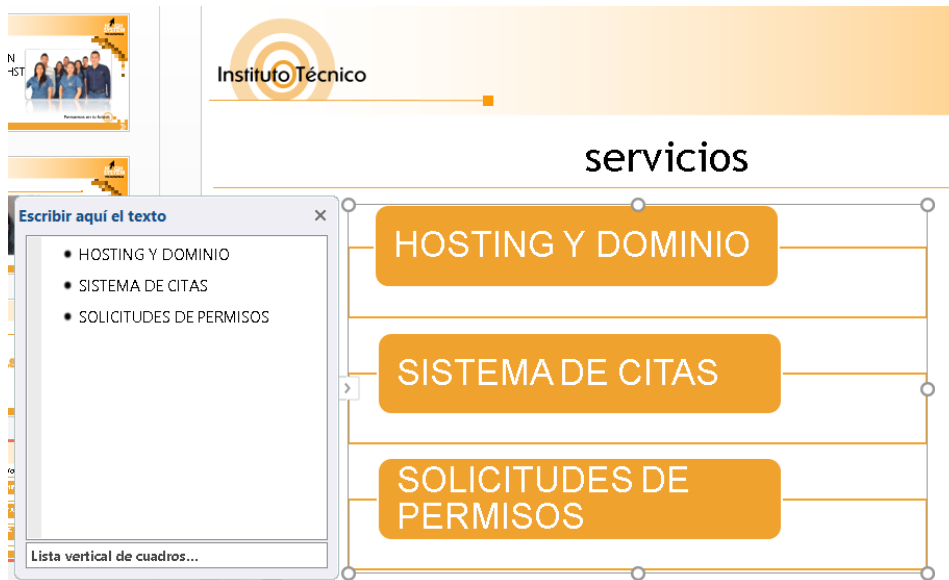 Instituto Técnico
servicios
Escribir aquí el texto
HOSTING Y DOMINIO
SISTEMA DE CITAS
SOLICITUDES DE PERMISOS
Lista vertical de cuadros...
HOSTING Y DOMINIO
SISTEMA DE CITAS
SOLICITUDES DE
PERMISOS